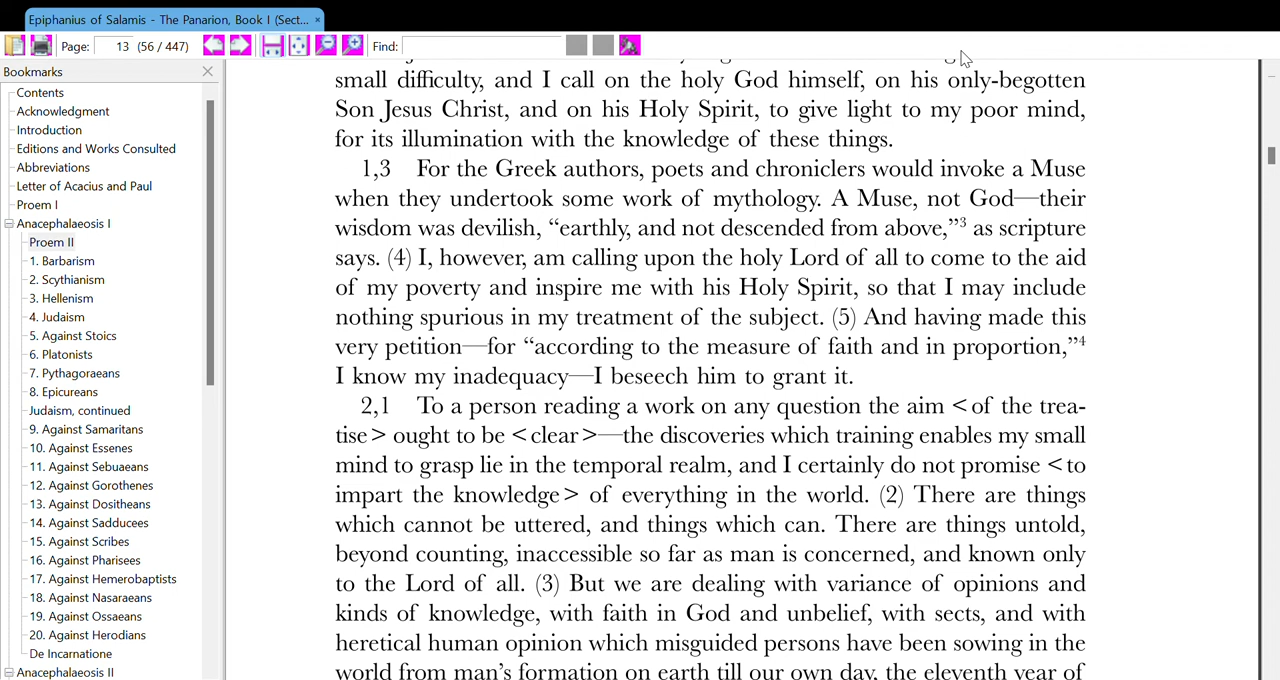 Epiphanius of Salamis - The Panarion, Book I (Sect... ×
Page: 13 (56 / 447) Find:
Bookmarks
Contents
Acknowledgment
Introduction
Editions and Works Consulted
Abbreviations
Letter of Acacius and Paul
Proem I
Anacephalaeosis I
Proem II
1. Barbarism
2. Scythianism
3. Hellenism
4. Judaism
5. Against Stoics
6. Platonists
7. Pythagoraeans
8. Epicureans
Judaism, continued
9. Against Samaritans
10. Against Essenes
11. Against Sebuaeans
12. Against Gorothenes
13. Against Dositheans
14. Against Sadducees
15. Against Scribes
16. Against Pharisees
17. Against Hemerobaptists
18. Against Nasaraeans
19. Against Ossaeans
20. Against Herodians
De Incarnatione
Anacephalaeosis II
small difficulty, and I call on the holy God himself, on his only-begotten
Son Jesus Christ, and on his Holy Spirit, to give light to my poor mind,
for its illumination with the knowledge of these things.
1,3 For the Greek authors, poets and chroniclers would invoke a Muse
when they undertook some work of mythology. A Muse, not God—their
wisdom was devilish, “earthly, and not descended from above,”³ as scripture
says. (4) I, however, am calling upon the holy Lord of all to come to the aid
of my poverty and inspire me with his Holy Spirit, so that I may include
nothing spurious in my treatment of the subject. (5) And having made this
very petition—for “according to the measure of faith and in proportion,”⁴
I know my inadequacy—I beseech him to grant it.
2,1 To a person reading a work on any question the aim <of the trea-
tise> ought to be <clear>—the discoveries which training enables my small
mind to grasp lie in the temporal realm, and I certainly do not promise <to
impart the knowledge> of everything in the world. (2) There are things
which cannot be uttered, and things which can. There are things untold,
beyond counting, inaccessible so far as man is concerned, and known only
to the Lord of all. (3) But we are dealing with variance of opinions and
kinds of knowledge, with faith in God and unbelief, with sects, and with
heretical human opinion which misguided persons have been sowing in the
world from man’s formation on earth till our own day, the eleventh year of